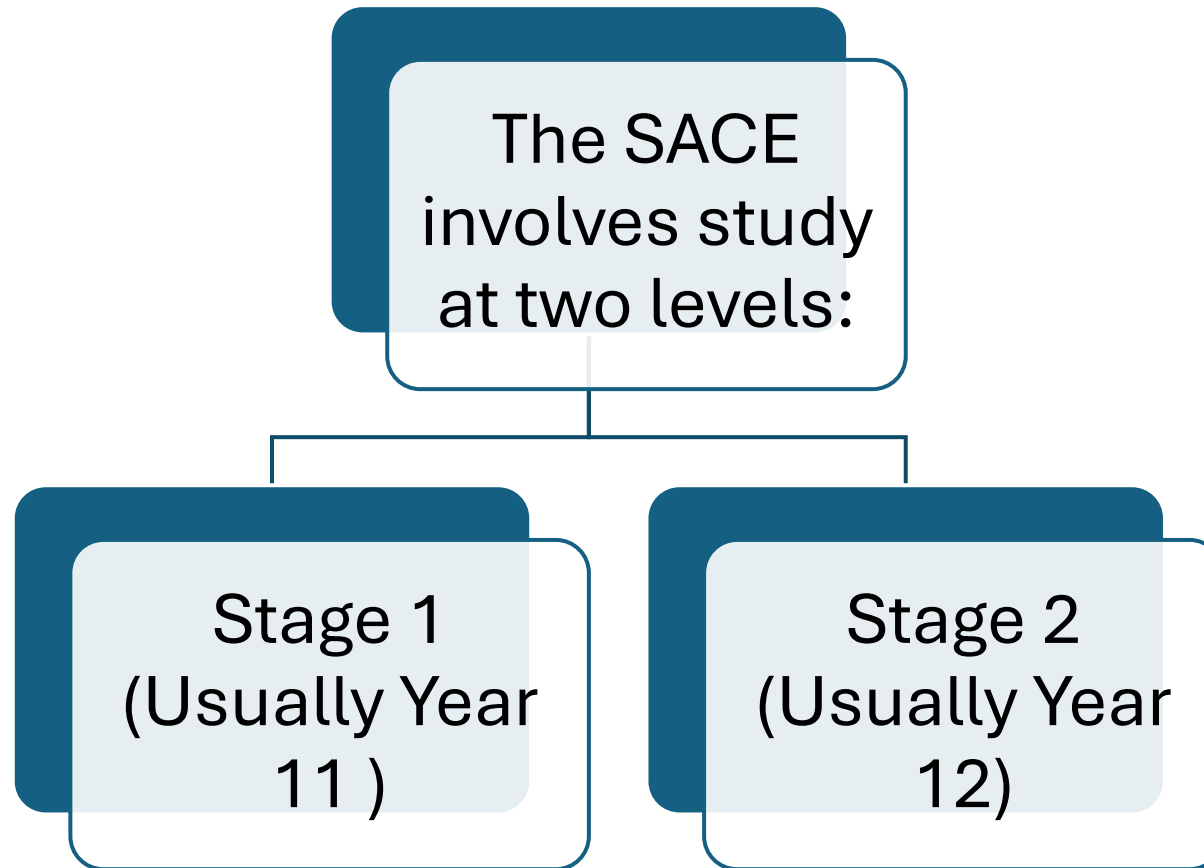 The SACE
involves study
at two levels:
Stage 1
(Usually Year
11 )
Stage 2
(Usually Year
12)